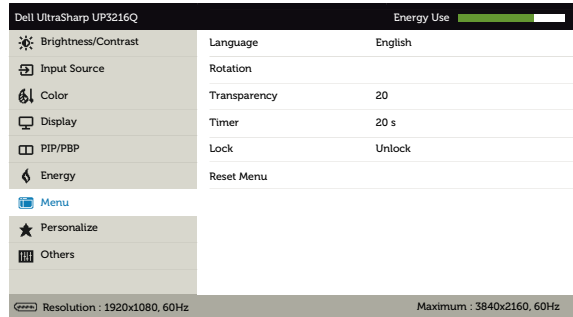 Dell UltraSharp UP3216Q Energy Use
Brightness/Contrast Language English
Input Source Rotation
Color Transparency 20
Display Timer 20 s
PIP/PBP Lock Unlock
Energy Reset Menu
Menu
Personalize
Others
Resolution : 1920x1080, 60Hz Maximum : 3840x2160, 60Hz